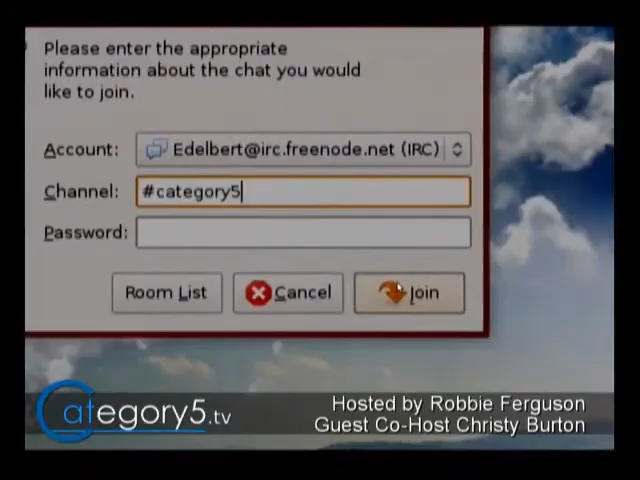 Please enter the appropriate
information about the chat you would
like to join.
Account: Edelbert@irc.freenode.net (IRC)
Channel: #category5
Password:
Room List Cancel Join
Category5.tv
Hosted by Robbie Ferguson
Guest Co-Host Christy Burton